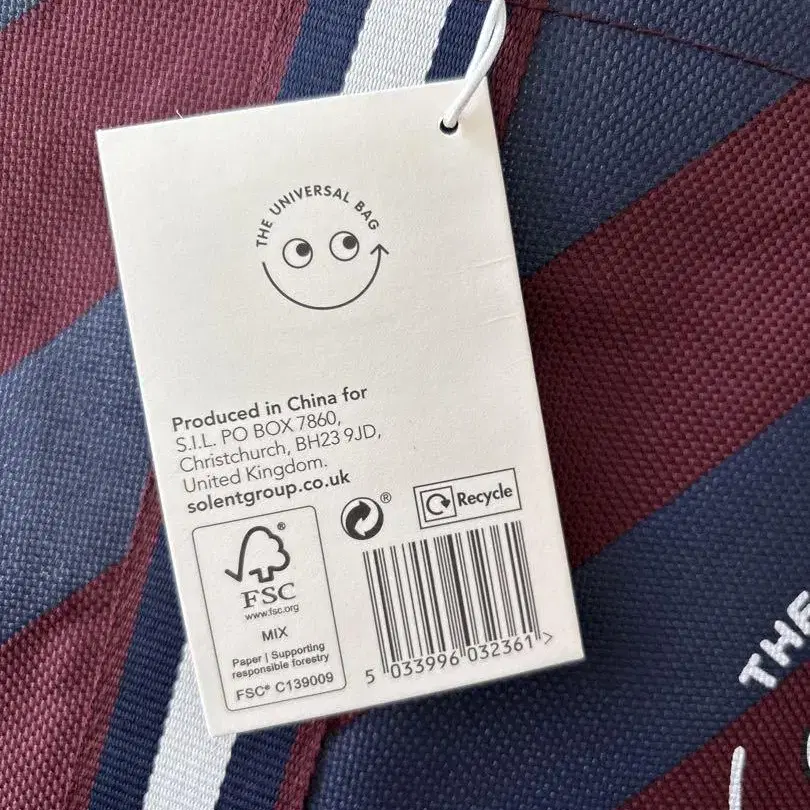 THE UNIVERSAL BAG
Produced in China for
S.I.L. PO BOX 7860,
Christchurch, BH23 9JD,
United Kingdom.
solentgroup.co.uk
®
Recycle
®
FSC
www.fsc.org
MIX
Paper | Supporting
responsible forestry
FSC® C139009
5 033996 032361 >
THE